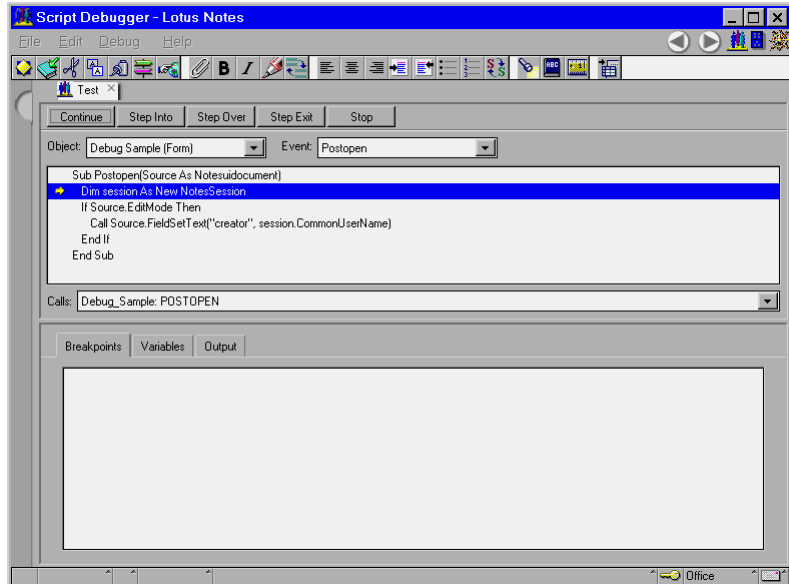 Script Debugger - Lotus Notes
File Edit Debug Help
Test
Continue Step Into Step Over Step Exit Stop
Object: Debug Sample (Form) Event: Postopen
Sub Postopen(Source As Notesuidocument)
Dim session As New NotesSession
If Source.EditMode Then
Call Source.FieldSetText("creator", session.CommonUserName)
End If
End Sub
Calls: Debug_Sample: POSTOPEN
Breakpoints Variables Output
Office